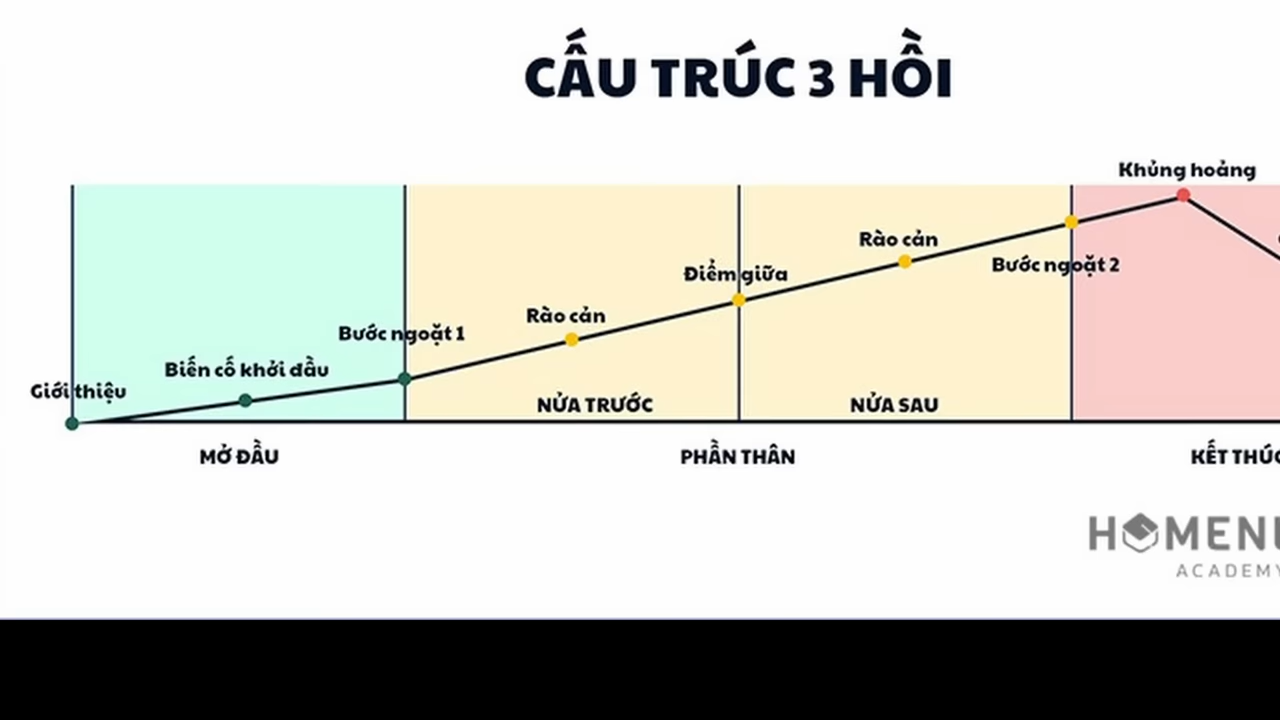 CẤU TRÚC 3 HỒI
Khủng hoảng
Rào cản
Bước ngoặt 2
Điểm giữa
Rào cản
Bước ngoặt 1
Biến cố khởi đầu
Giới thiệu
NỬA TRƯỚC
NỬA SAU
MỞ ĐẦU
PHẦN THÂN
KẾT
ACADEMY